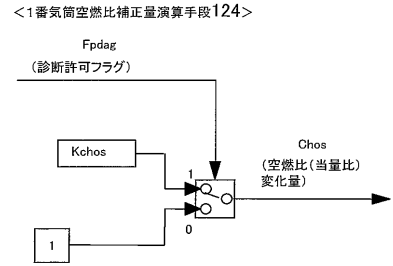 ＜1番気筒空燃比補正量演算手段124＞
Fpdag
（診断許可フラグ）
Kchos
1
Chos
（空燃比（当量比）
変化量）
1
0